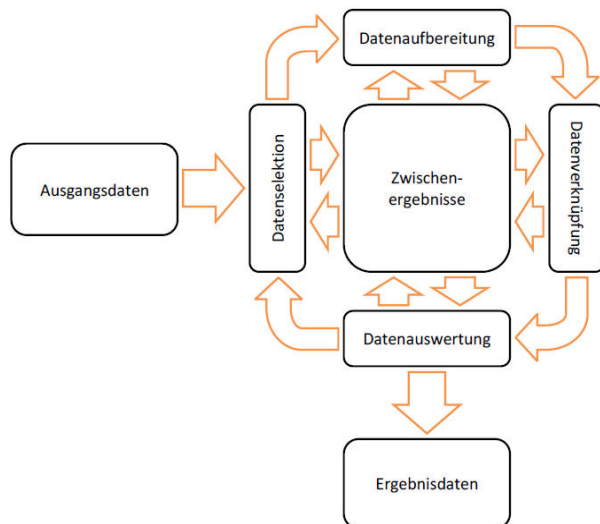 Datenaufbereitung
Ausgangsdaten
Datenselektion
Zwischen-
ergebnisse
Datenverknüpfung
Datenauswertung
Ergebnisdaten